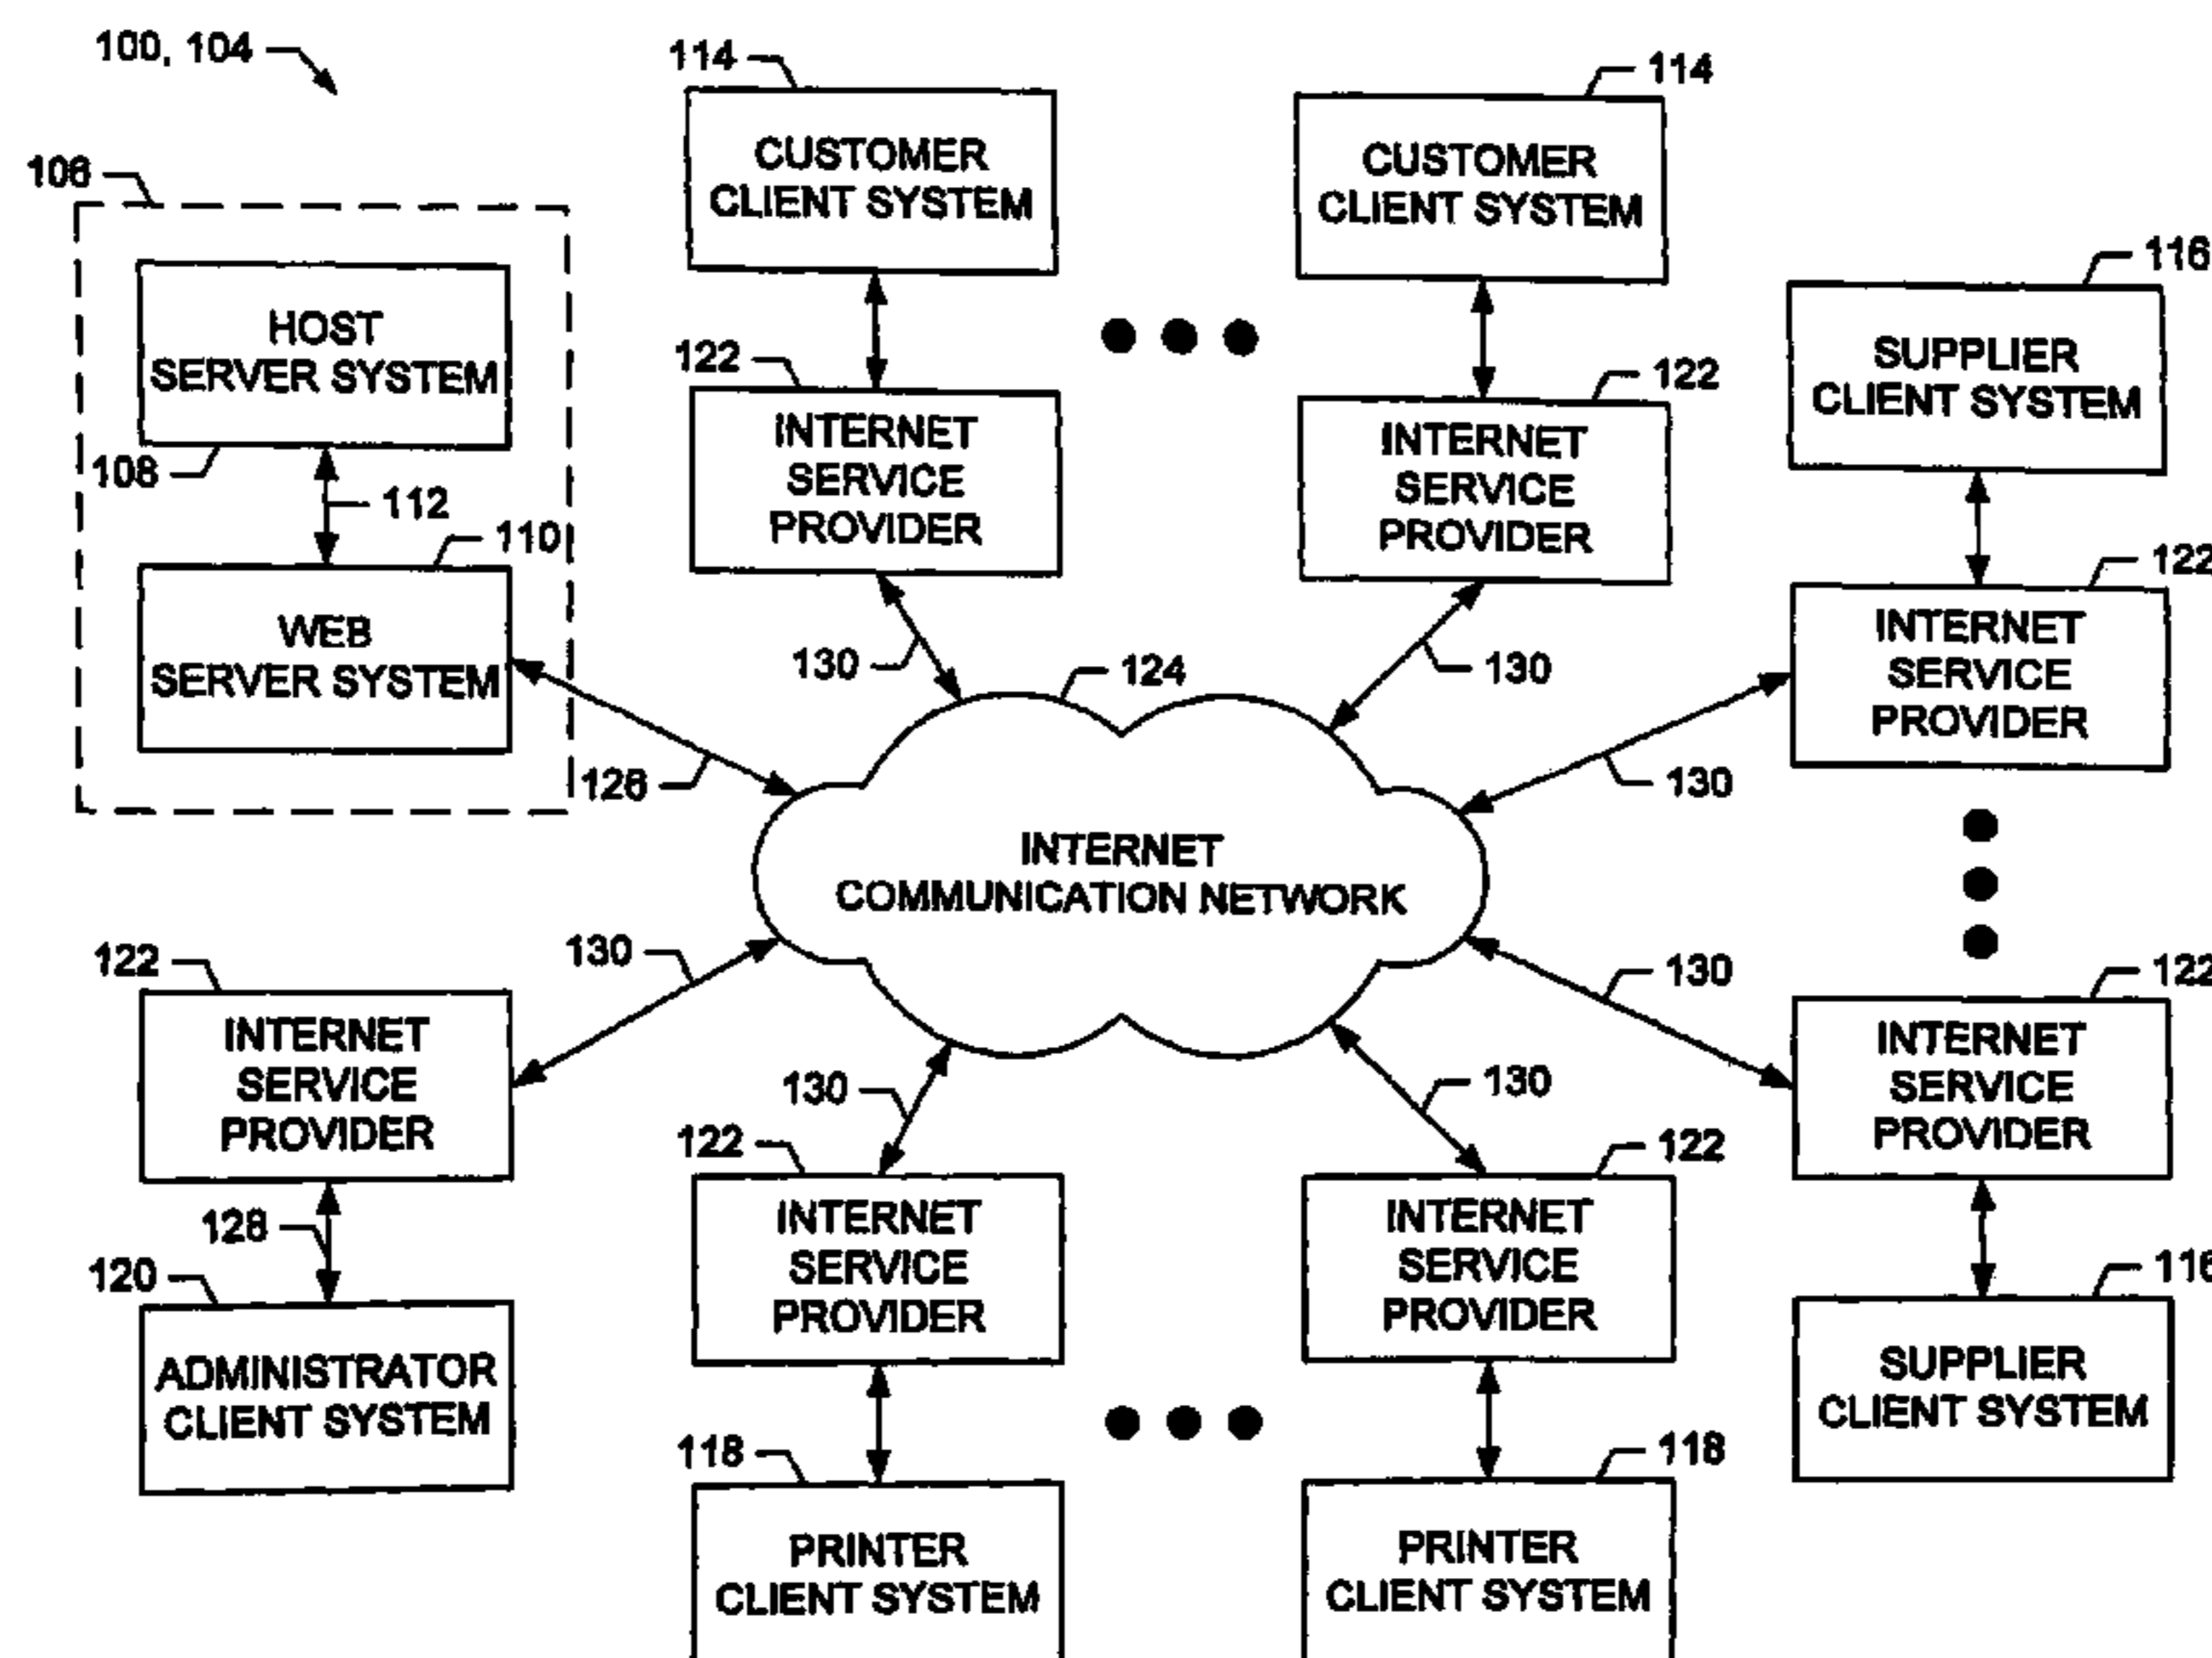 100, 104
114
114
106
CUSTOMER
CLIENT SYSTEM
CUSTOMER
CLIENT SYSTEM
116
HOST
SERVER SYSTEM
SUPPLIER
CLIENT SYSTEM
122
122
108
112
INTERNET
SERVICE
PROVIDER
INTERNET
SERVICE
PROVIDER
110
122
WEB
SERVER SYSTEM
INTERNET
SERVICE
PROVIDER
130
124
130
126
130
INTERNET
COMMUNICATION NETWORK
122
130
130
122
INTERNET
SERVICE
PROVIDER
INTERNET
SERVICE
PROVIDER
130
130
122
122
128
INTERNET
SERVICE
PROVIDER
INTERNET
SERVICE
PROVIDER
120
116
ADMINISTRATOR
CLIENT SYSTEM
SUPPLIER
CLIENT SYSTEM
118
118
PRINTER
CLIENT SYSTEM
PRINTER
CLIENT SYSTEM